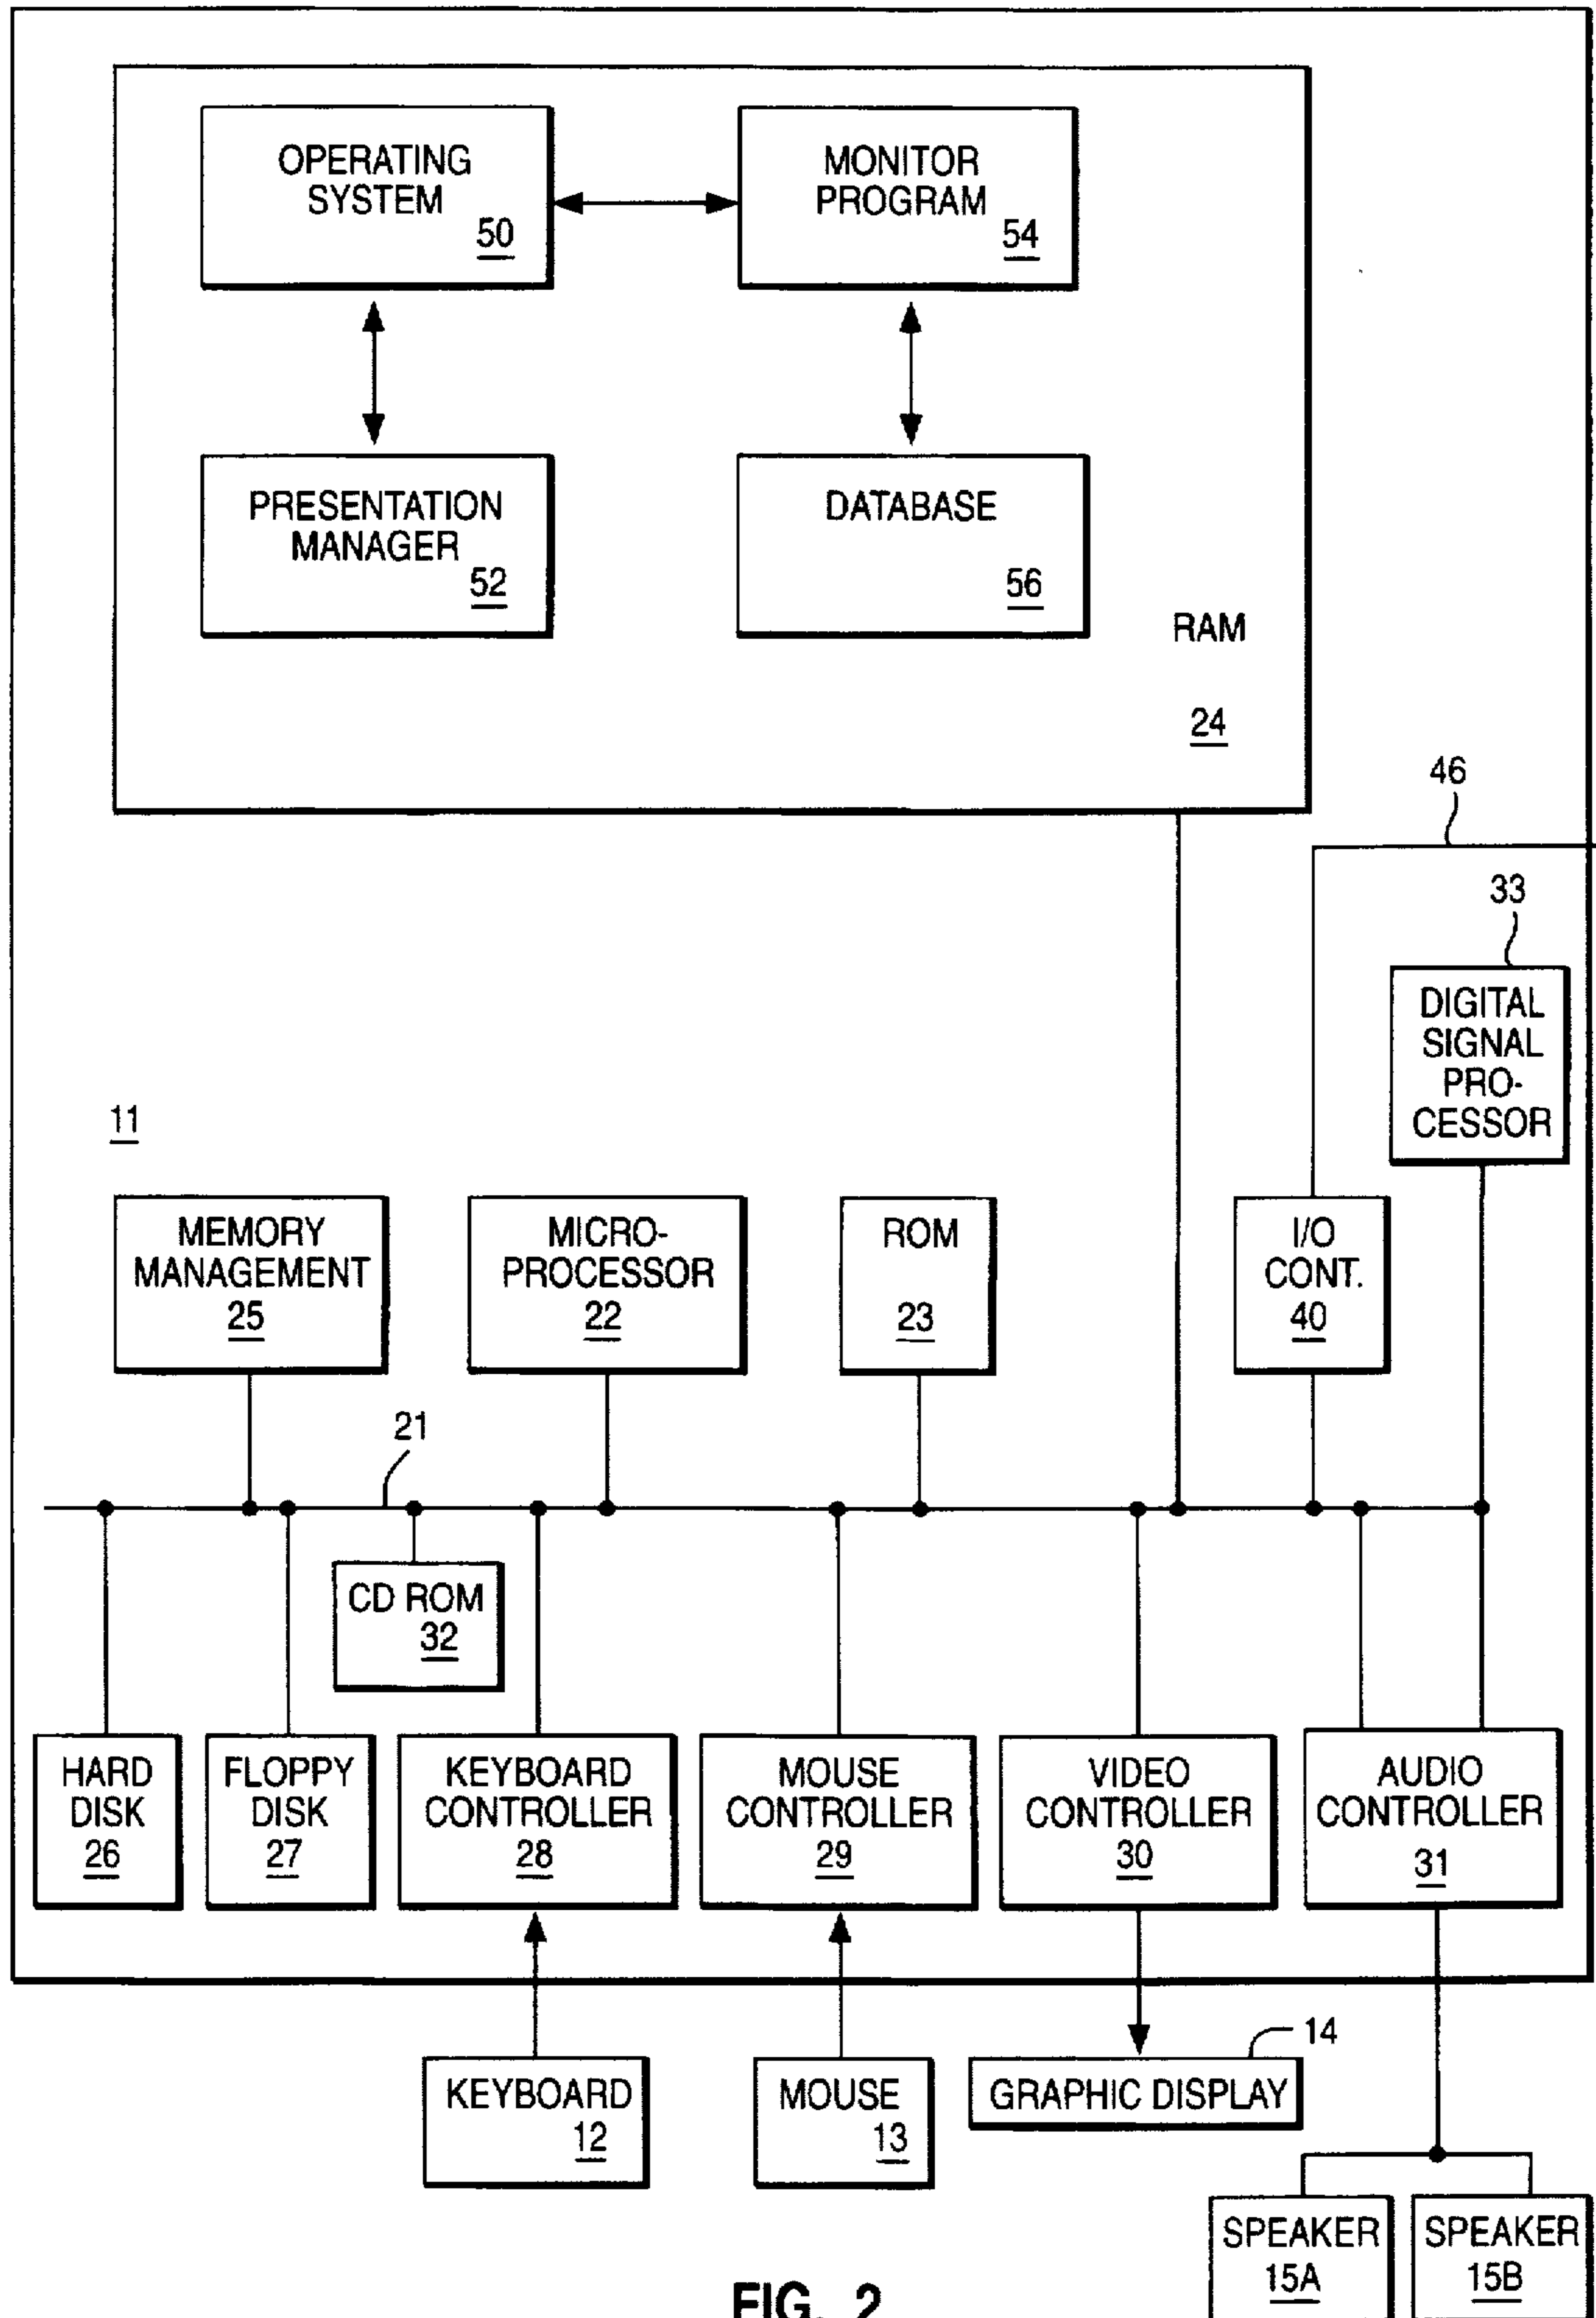 OPERATING
SYSTEM
50
MONITOR
PROGRAM
54
PRESENTATION
MANAGER
52
DATABASE
56
RAM
24
46
33
DIGITAL
SIGNAL
PRO-
CESSOR
11
MEMORY
MANAGEMENT
25
MICRO-
PROCESSOR
22
ROM
23
I/O
CONT.
40
21
CD ROM
32
HARD
DISK
26
FLOPPY
DISK
27
KEYBOARD
CONTROLLER
28
MOUSE
CONTROLLER
29
VIDEO
CONTROLLER
30
AUDIO
CONTROLLER
31
KEYBOARD
12
MOUSE
13
14
GRAPHIC DISPLAY
SPEAKER
15A
SPEAKER
15B
FIG. 2